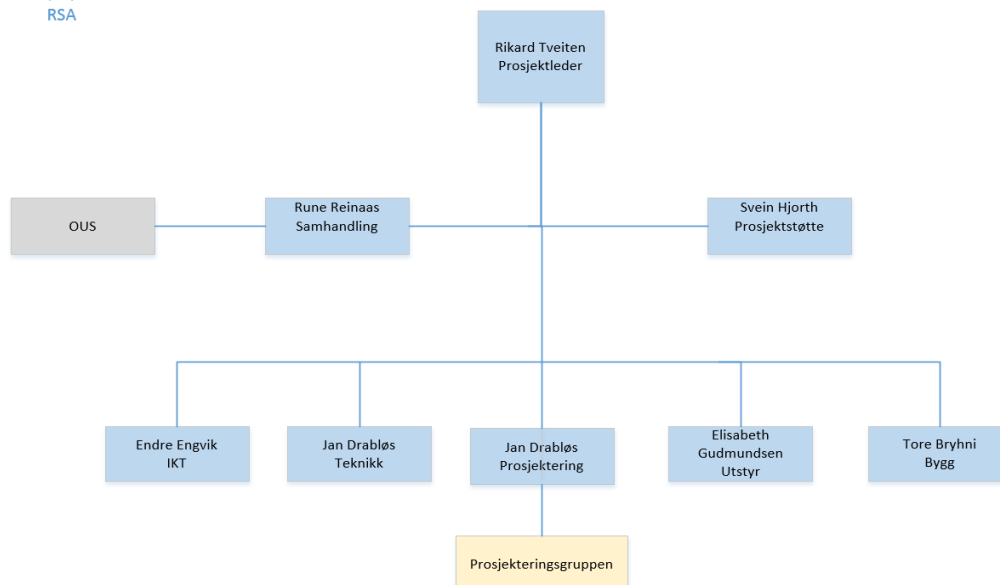 RSA
Rikard Tveiten
Prosjektleder
OUS
Rune Reinaas
Samhandling
Svein Hjorth
Prosjektstøtte
Endre Engvik
IKT
Jan Drabløs
Teknikk
Jan Drabløs
Prosjektering
Elisabeth
Gudmundsen
Utstyr
Tore Bryhni
Bygg
Prosjekteringsgruppen